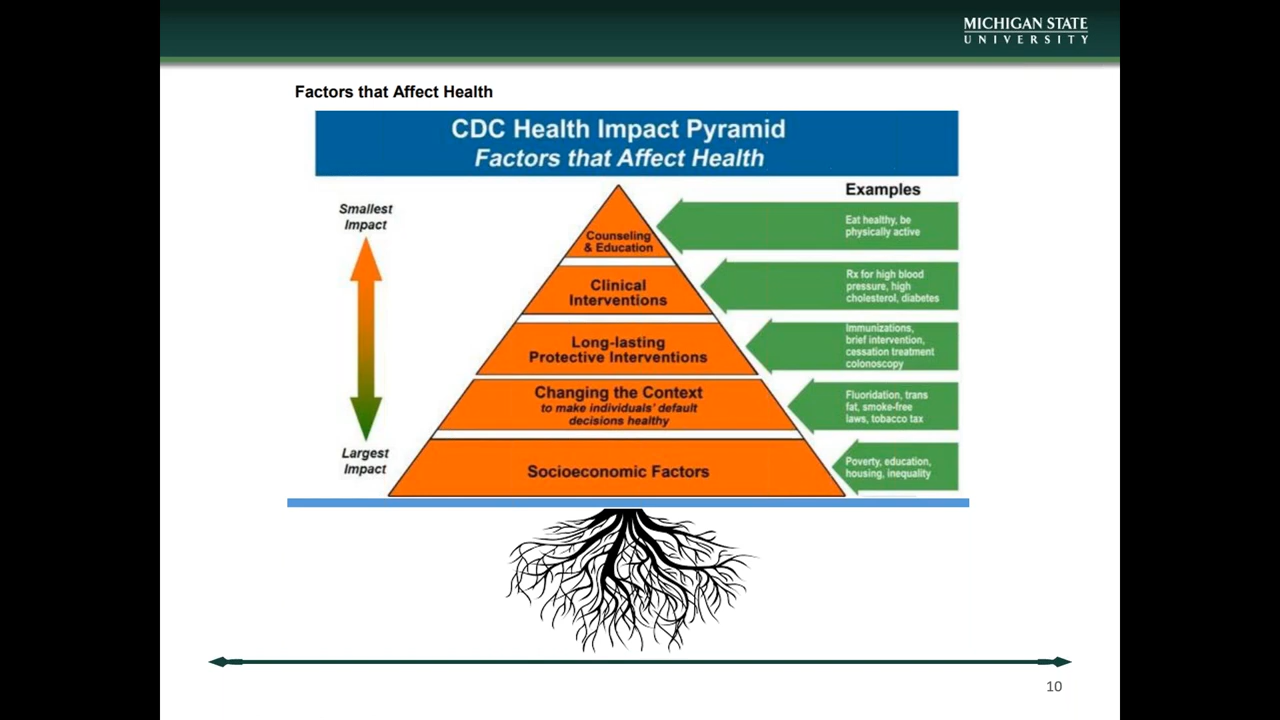 MICHIGAN STATE
UNIVERSITY
Factors that Affect Health
CDC Health Impact Pyramid
Factors that Affect Health
Examples
Smallest
Impact
Counseling
& Education
Eat healthy, be
physically active
Clinical
Interventions
Rx for high blood
pressure, high
cholesterol, diabetes
Long-lasting
Protective Interventions
Immunizations,
brief intervention,
cessation treatment
colonoscopy
Changing the Context
to make individuals' default
decisions healthy
Fluoridation, trans
fat, smoke-free
laws, tobacco tax
Largest
Impact
Socioeconomic Factors
Poverty, education,
housing, inequality
10